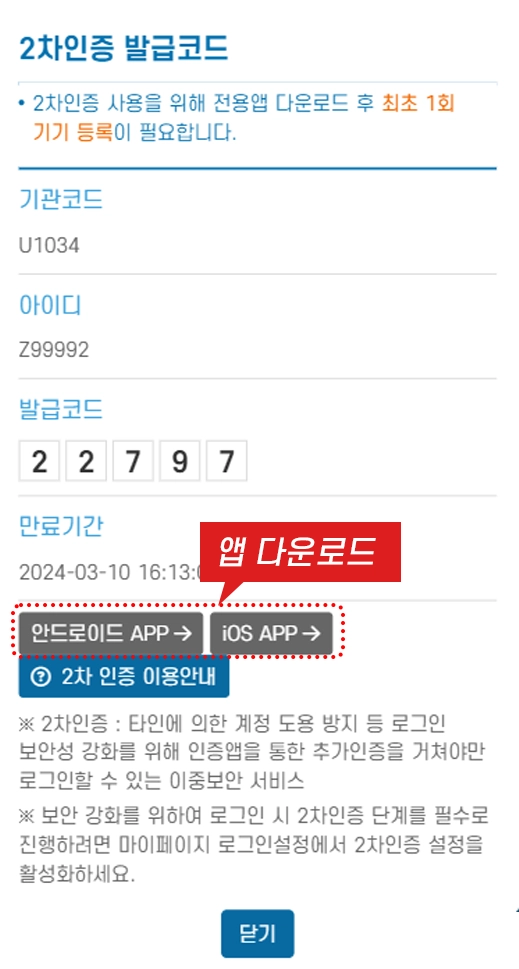 2차인증 발급코드
• 2차인증 사용을 위해 전용앱 다운로드 후 최초 1회
기기 등록이 필요합니다.
기관코드
U1034
아이디
Z99992
발급코드
2 2 7 9 7
만료기간
앱 다운로드
2024-03-10 16:13:
안드로이드 APP→ iOS APP→
? 2차 인증 이용안내
※ 2차인증 : 타인에 의한 계정 도용 방지 등 로그인
보안성 강화를 위해 인증앱을 통한 추가인증을 거쳐야만
로그인할 수 있는 이중보안 서비스
※ 보안 강화를 위하여 로그인 시 2차인증 단계를 필수로
진행하려면 마이페이지 로그인설정에서 2차인증 설정을
활성화하세요.
닫기